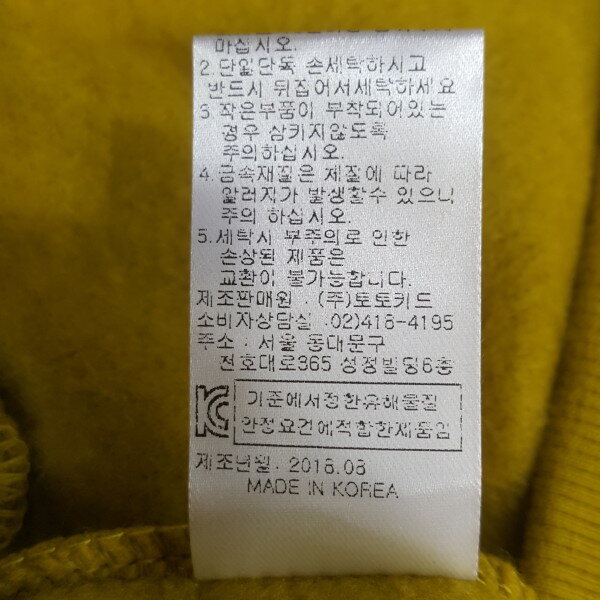 마십시오.
2. 단일단독 손세탁하시고
반드시 뒤집어서세탁하세요
3. 작은부품이 부착되어있는
경우 삼키지않도록
주의하십시오.
4. 금속재질은 체질에 따라
알러지가 발생할수 있으니
주의 하십시오.
5. 세탁시 부주의로 인한
손상된 제품은
교환이 불가능합니다.
제조판매원 : (주)토토키드
소비자상담실 : 02)418-4195
주소 : 서울 동대문구
천호대로365 성정빌딩6층
KC 기준에서정한유해물질
안정요건에적합한제품임
제조년월 : 2018.08
MADE IN KOREA